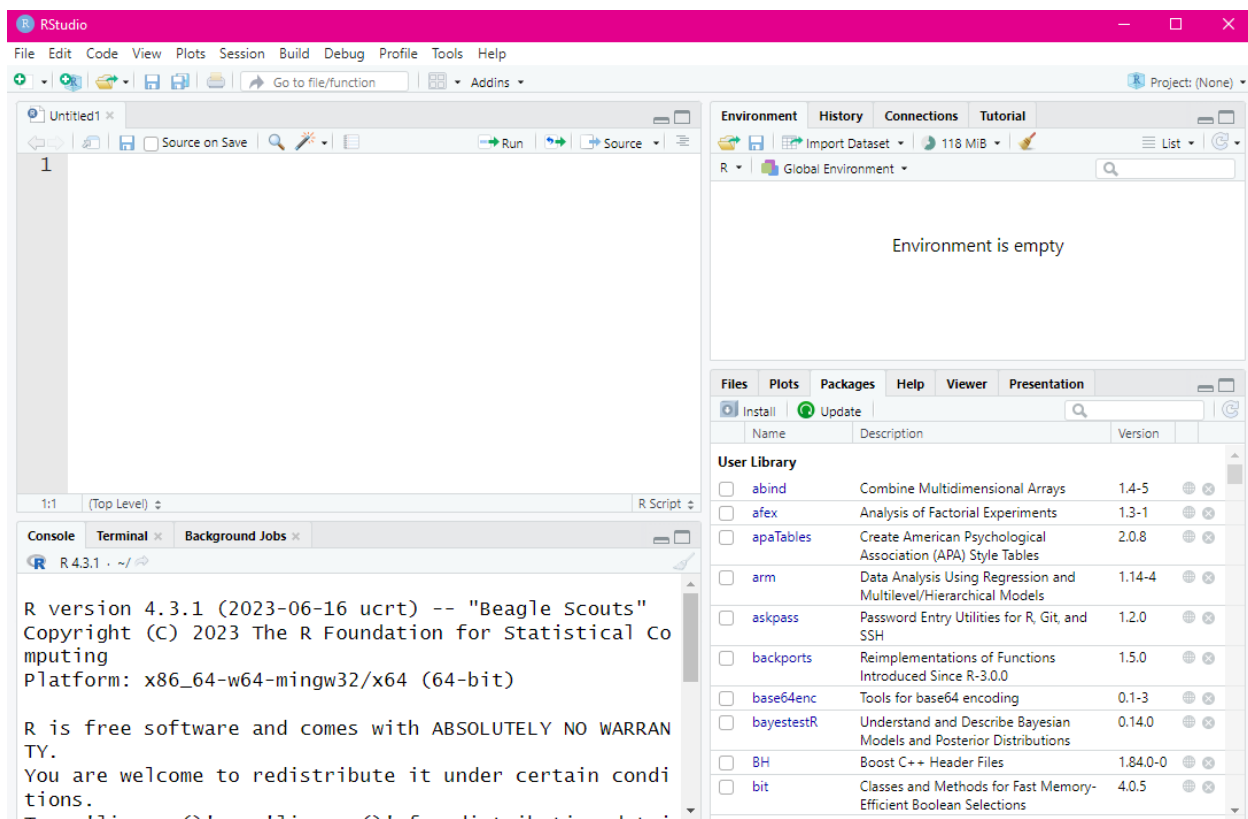 RStudio
File Edit Code View Plots Session Build Debug Profile Tools Help
Go to file/function Addins Project: (None)
Untitled1
Source on Save Run Source
1
1:1 (Top Level) R Script
Console Terminal Background Jobs
R 4.3.1 · ~/
R version 4.3.1 (2023-06-16 ucrt) -- "Beagle Scouts"
Copyright (C) 2023 The R Foundation for Statistical Co
mputing
Platform: x86_64-w64-mingw32/x64 (64-bit)
R is free software and comes with ABSOLUTELY NO WARRAN
TY.
You are welcome to redistribute it under certain condi
tions.
Environment History Connections Tutorial
Import Dataset 118 MiB List
R Global Environment
Environment is empty
Files Plots Packages Help Viewer Presentation
Install Update
Name Description Version
User Library
abind Combine Multidimensional Arrays 1.4-5
afex Analysis of Factorial Experiments 1.3-1
apaTables Create American Psychological 2.0.8
Association (APA) Style Tables
arm Data Analysis Using Regression and 1.14-4
Multilevel/Hierarchical Models
askpass Password Entry Utilities for R, Git, and 1.2.0
SSH
backports Reimplementations of Functions 1.5.0
Introduced Since R-3.0.0
base64enc Tools for base64 encoding 0.1-3
bayestestR Understand and Describe Bayesian 0.14.0
Models and Posterior Distributions
BH Boost C++ Header Files 1.84.0-0
bit Classes and Methods for Fast Memory- 4.0.5
Efficient Boolean Selections